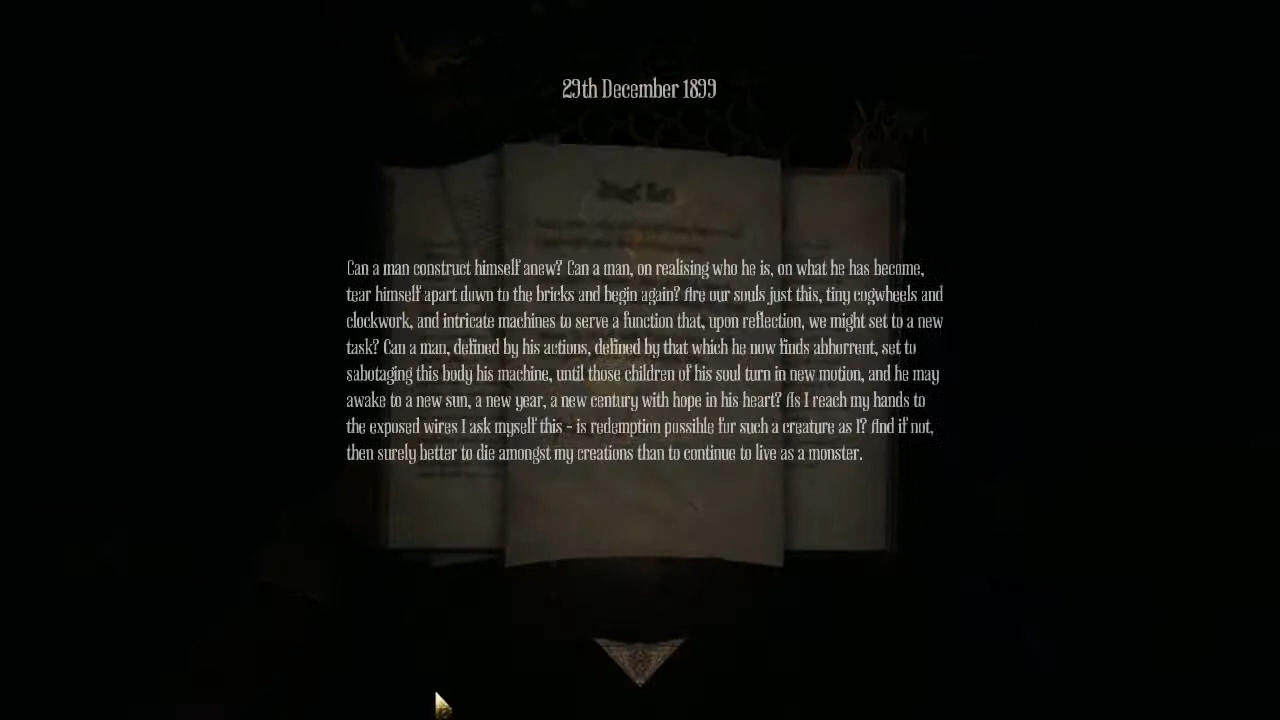 29th December 1899
Can a man construct himself anew? Can a man, on realising who he is, on what he has become,
tear himself apart down to the bricks and begin again? Are our souls just this, tiny cogwheels and
clockwork, and intricate machines to serve a function that, upon reflection, we might set to a new
task? Can a man, defined by his actions, defined by that which he now finds abhorrent, set to
sabotaging this body his machine, until those children of his soul turn in new motion, and he may
awake to a new sun, a new year, a new century with hope in his heart? As I reach my hands to
the exposed wires I ask myself this - is redemption possible for such a creature as I? And if not,
then surely better to die amongst my creations than to continue to live as a monster.